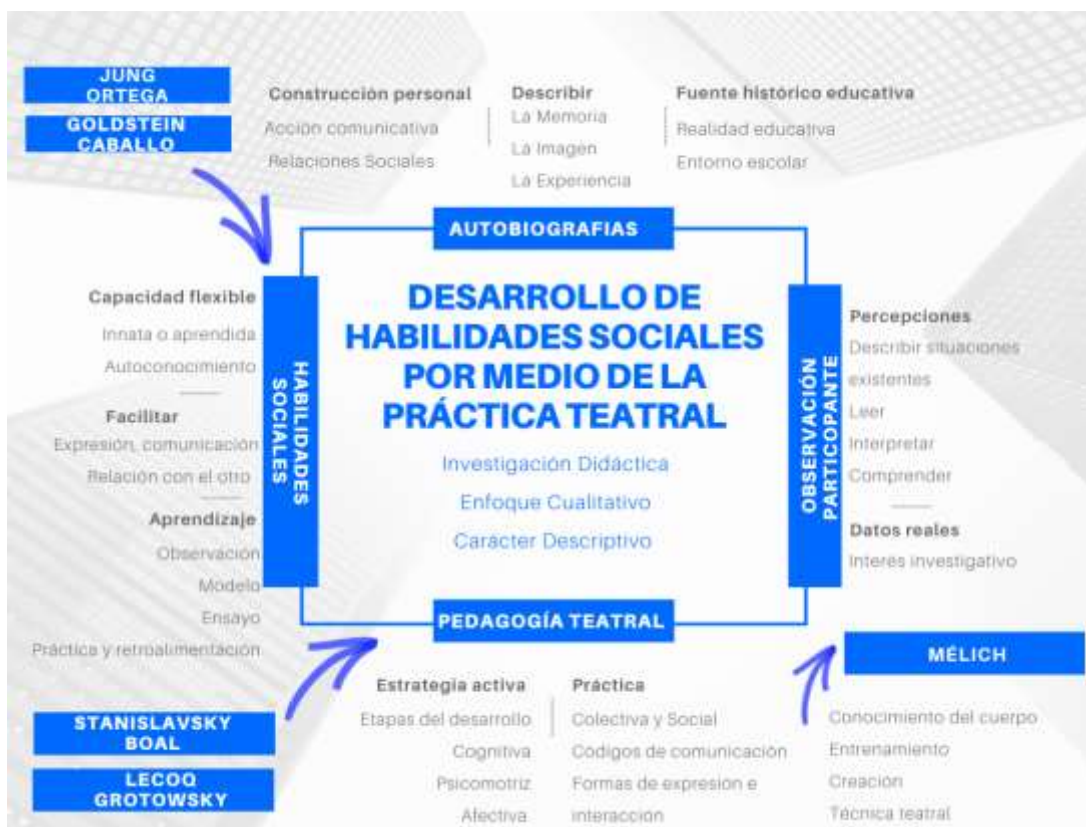 JUNG
ORTEGA
GOLDSTEIN
CABALLO
Construcción personal
Acción comunicativa
Relaciones Sociales
Describir
La Memoria
La Imagen
La Experiencia
Fuente histórico educativa
Realidad educativa
Entorno escolar
AUTOBIOGRAFIAS
Capacidad flexible
Innata o aprendida
Autoconocimiento
Facilitar
Expresión, comunicación
Relación con el otro
Aprendizaje
Observación
Modelo
Ensayo
Práctica y retroalimentación
HABILIDADES
SOCIALES
DESARROLLO DE
HABILIDADES SOCIALES
POR MEDIO DE LA
PRÁCTICA TEATRAL
Investigación Didáctica
Enfoque Cualitativo
Carácter Descriptivo
OBSERVACIÓN
PARTICOPANTE
Percepciones
Describir situaciones
existentes
Leer
Interpretar
Comprender
Datos reales
Interés investigativo
PEDAGOGÍA TEATRAL
MÉLICH
STANISLAVSKY
BOAL
LECOQ
GROTOWSKY
Estrategia activa
Etapas del desarrollo
Cognitiva
Psicomotriz
Afectiva
Práctica
Colectiva y Social
Códigos de comunicación
Formas de expresión e
interacción
Conocimiento del cuerpo
Entrenamiento
Creación
Técnica teatral